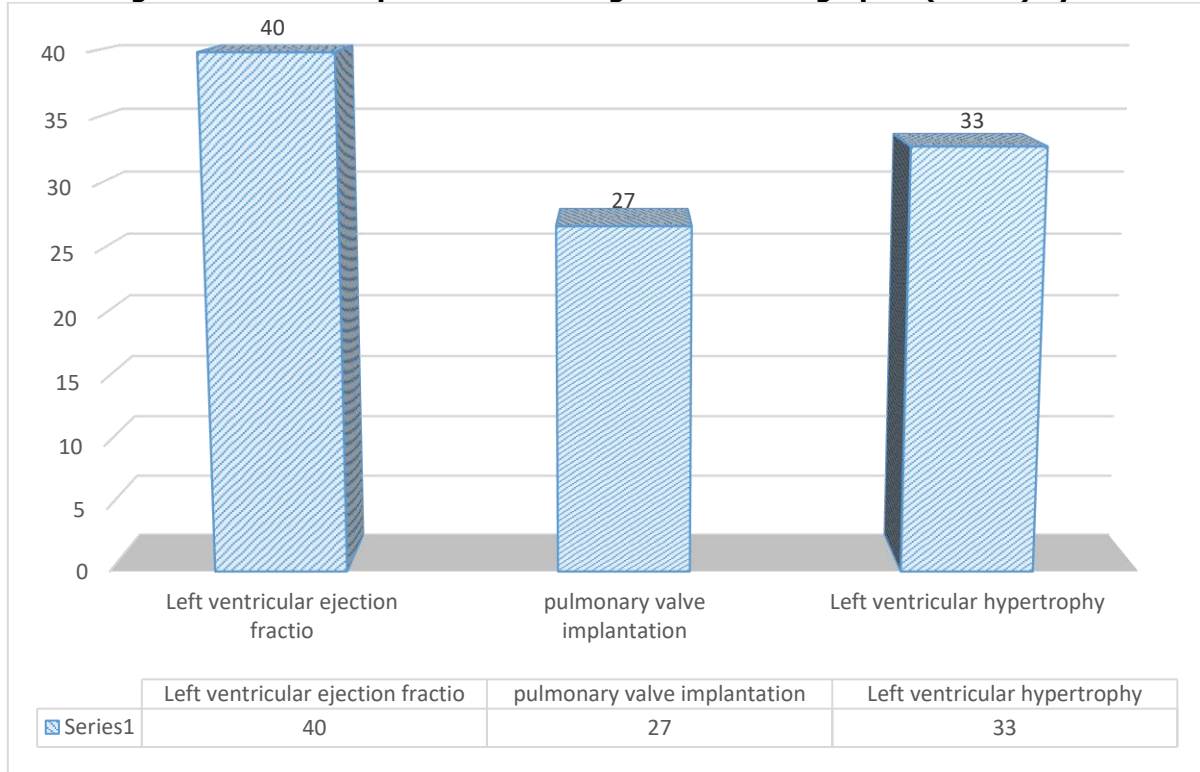 40
35
30
25
20
15
10
5
0
40
27
33
Left ventricular ejection
fractio
pulmonary valve
implantation
Left ventricular hypertrophy
Left ventricular ejection fractio pulmonary valve implantation Left ventricular hypertrophy
Series1 40 27 33